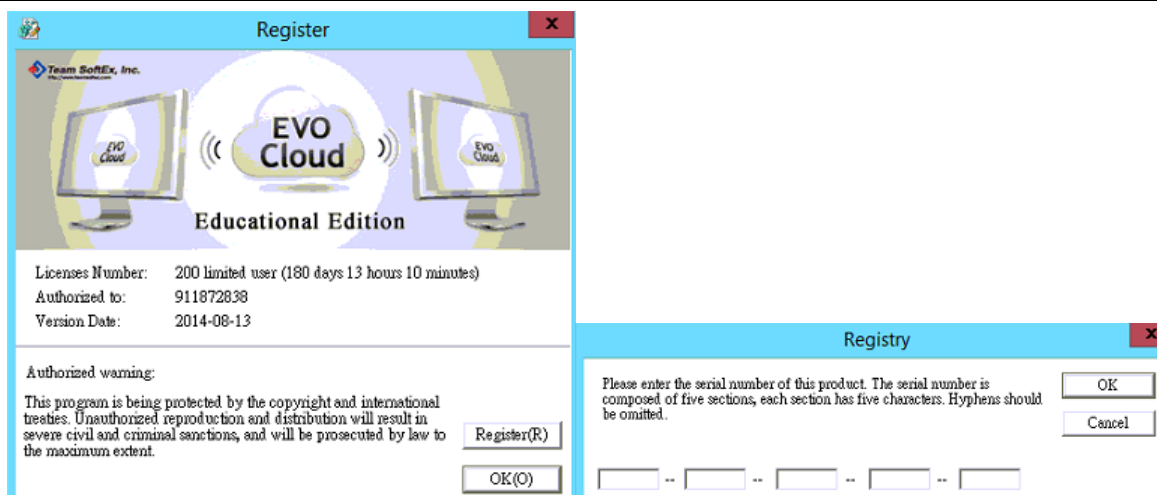 Register
Team SoftEx, Inc.
EVO
Cloud
EVO
Cloud
EVO
Cloud
Educational Edition
Licenses Number: 200 limited user (180 days 13 hours 10 minutes)
Authorized to: 911872838
Version Date: 2014-08-13
Authorized warning:
This program is being protected by the copyright and international
treaties. Unauthorized reproduction and distribution will result in
severe civil and criminal sanctions, and will be prosecuted by law to
the maximum extent.
Register(R)
OK(O)
Registry
Please enter the serial number of this product. The serial number is
composed of five sections, each section has five characters. Hyphens should
be omitted.
OK
Cancel
-- -- -- --